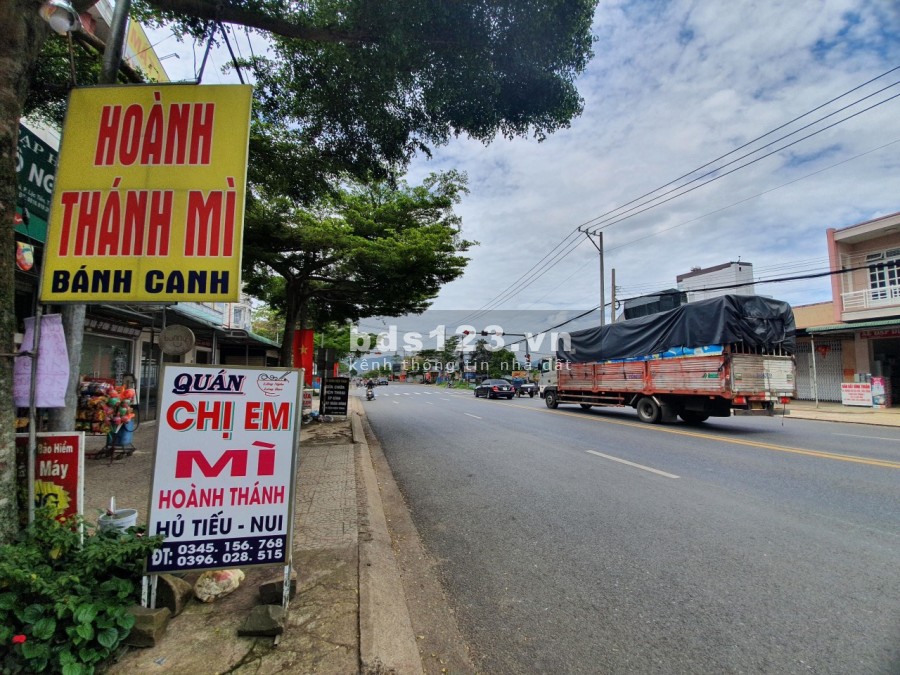 HOÀNH
THÁNH MÌ
BÁNH CANH
QUÁN
CHỊ EM
MÌ
HOÀNH THÁNH
HỦ TIẾU - NUI
ĐT: 0345. 156. 768
0396. 028. 515
Bảo Hiểm
Máy
bds123.vn
kênh thông tin nhà đất